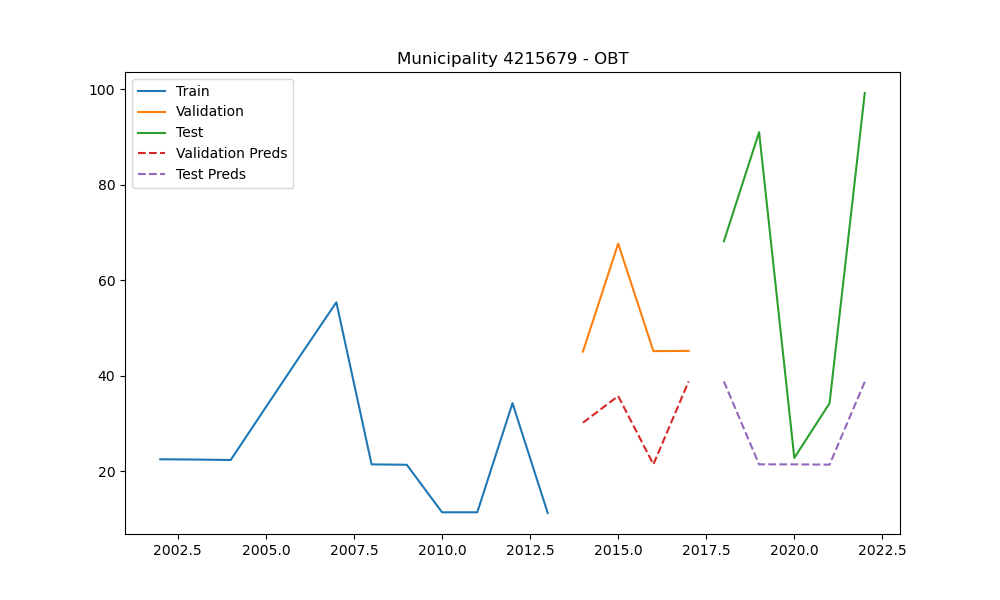 Municipality 4215679 - OBT
Train
Validation
Test
Validation Preds
Test Preds
100
80
60
40
20
2002.5 2005.0 2007.5 2010.0 2012.5 2015.0 2017.5 2020.0 2022.5